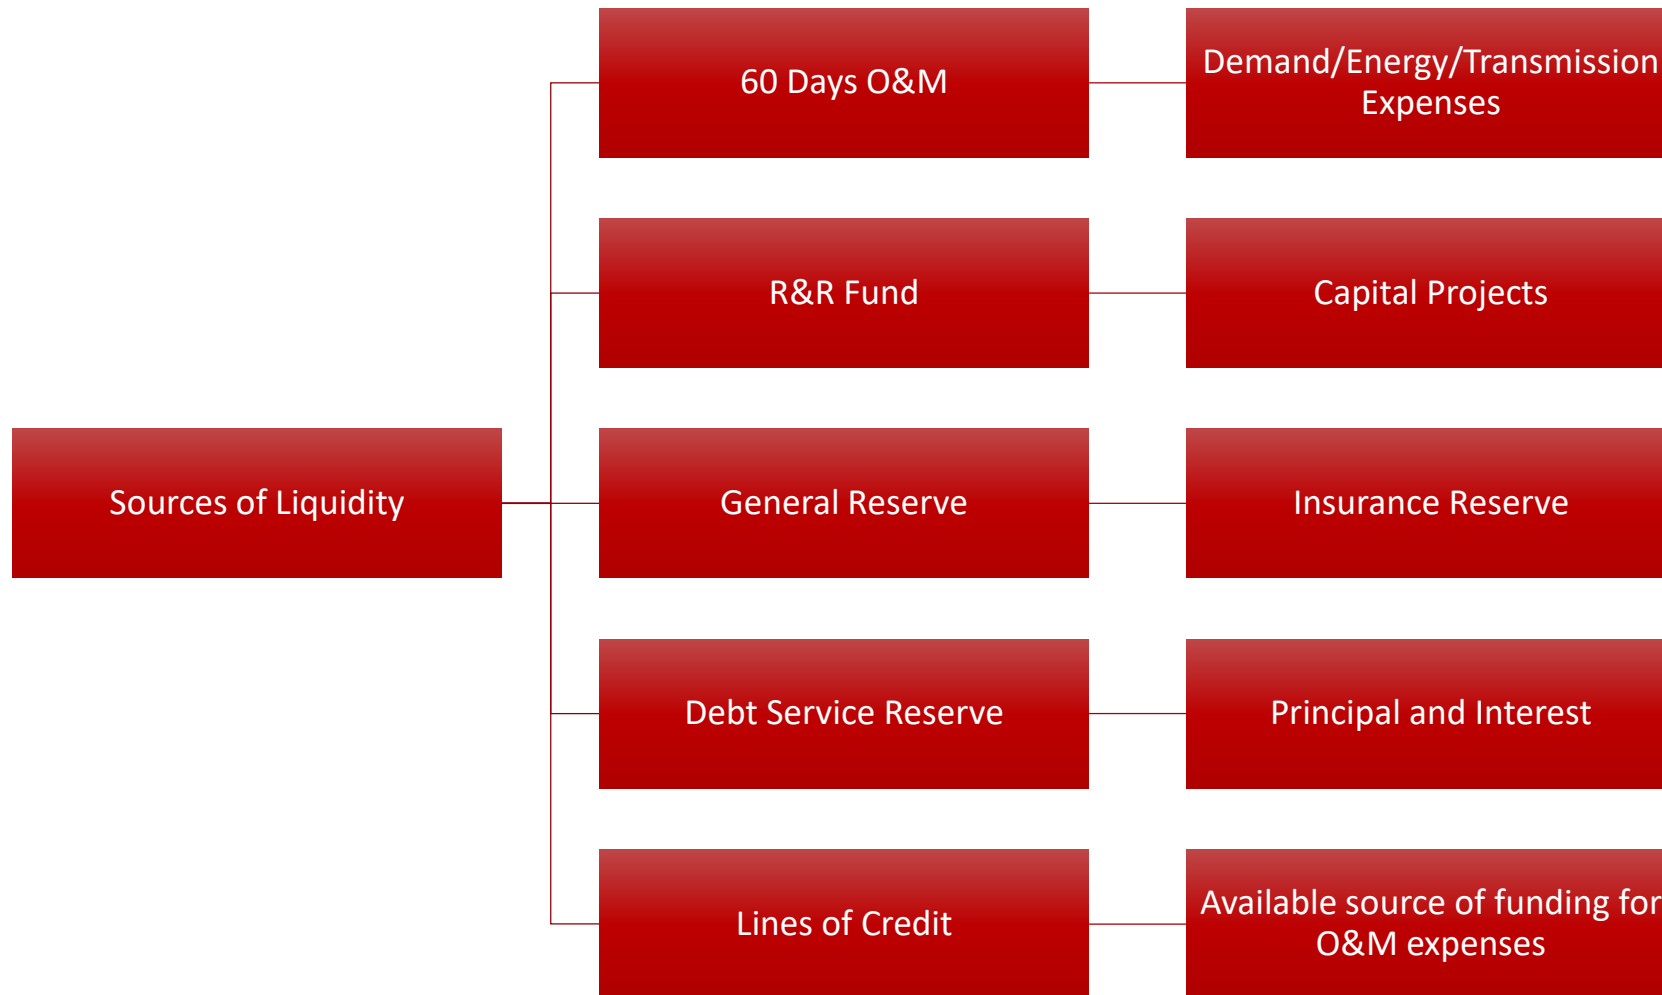 60 Days O&M
Demand/Energy/Transmission
Expenses
R&R Fund
Capital Projects
Sources of Liquidity
General Reserve
Insurance Reserve
Debt Service Reserve
Principal and Interest
Lines of Credit
Available source of funding for
O&M expenses